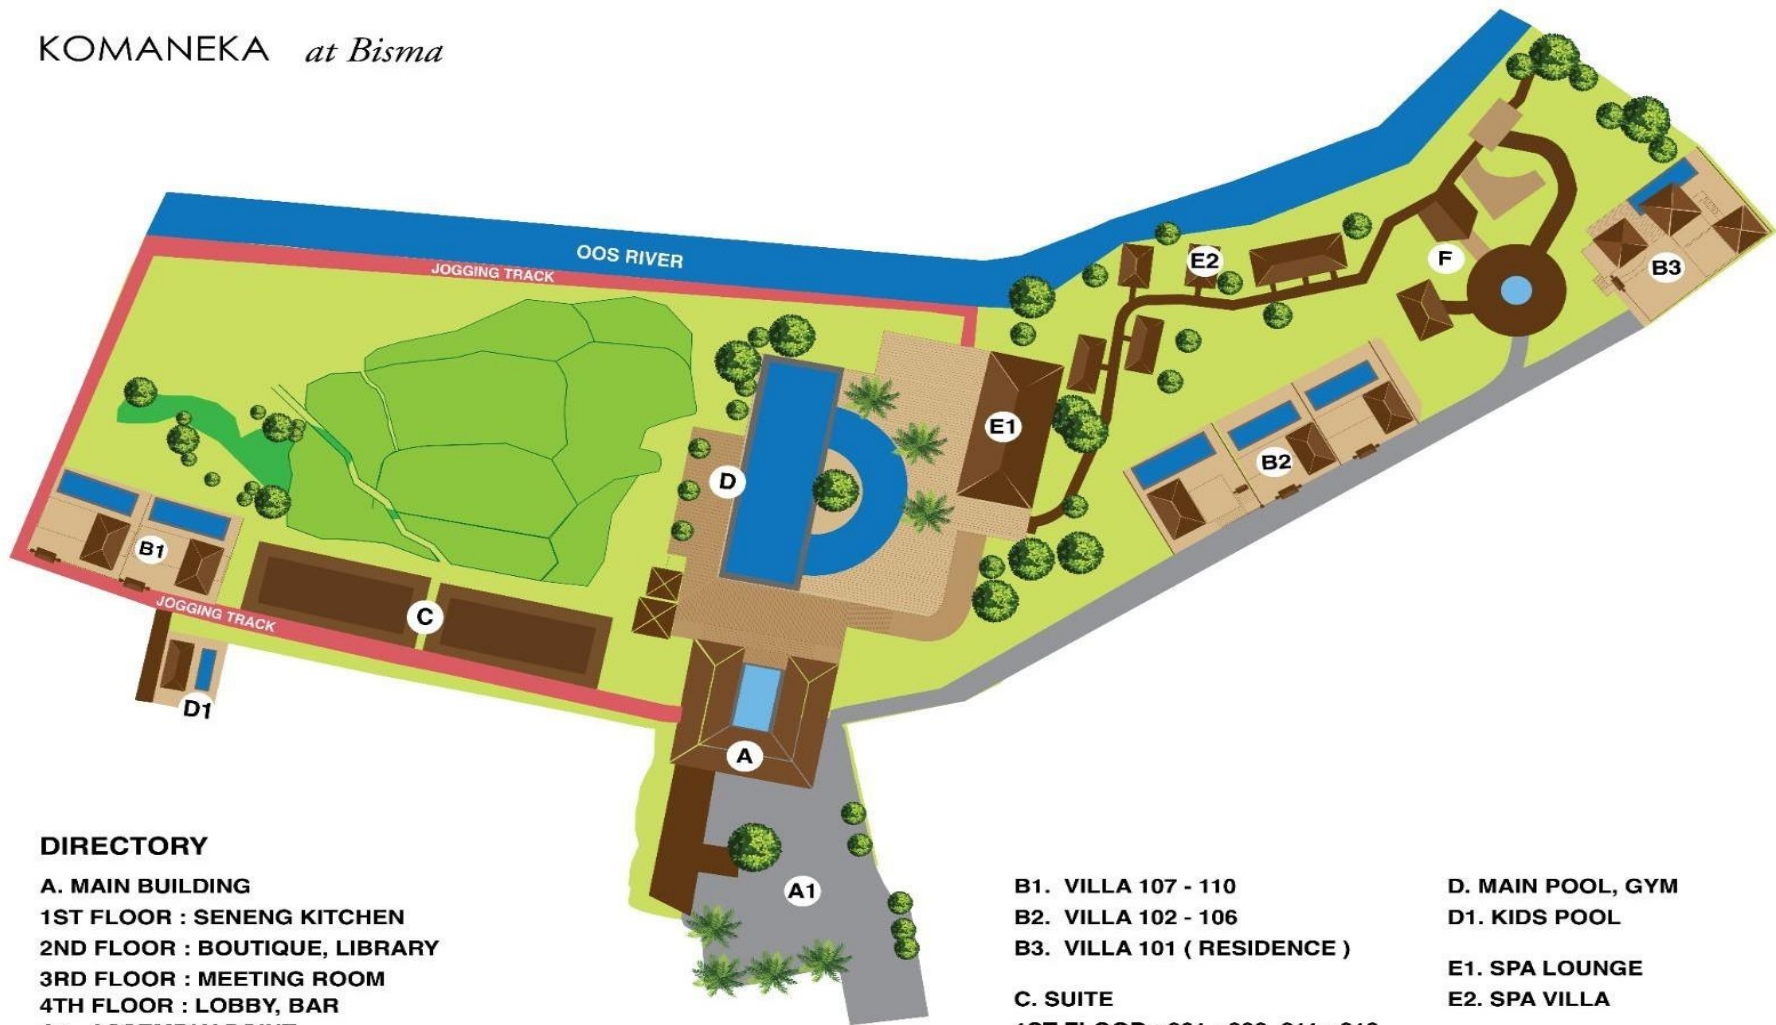 KOMANEKA at Bisma
OOS RIVER
JOGGING TRACK
E2
F
B3
E1
B2
D
B1
C
JOGGING TRACK
D1
A
A1
DIRECTORY
A. MAIN BUILDING
1ST FLOOR : SENENG KITCHEN
2ND FLOOR : BOUTIQUE, LIBRARY
3RD FLOOR : MEETING ROOM
4TH FLOOR : LOBBY, BAR
B1. VILLA 107 - 110
B2. VILLA 102 - 106
B3. VILLA 101 ( RESIDENCE )
C. SUITE
D. MAIN POOL, GYM
D1. KIDS POOL
E1. SPA LOUNGE
E2. SPA VILLA